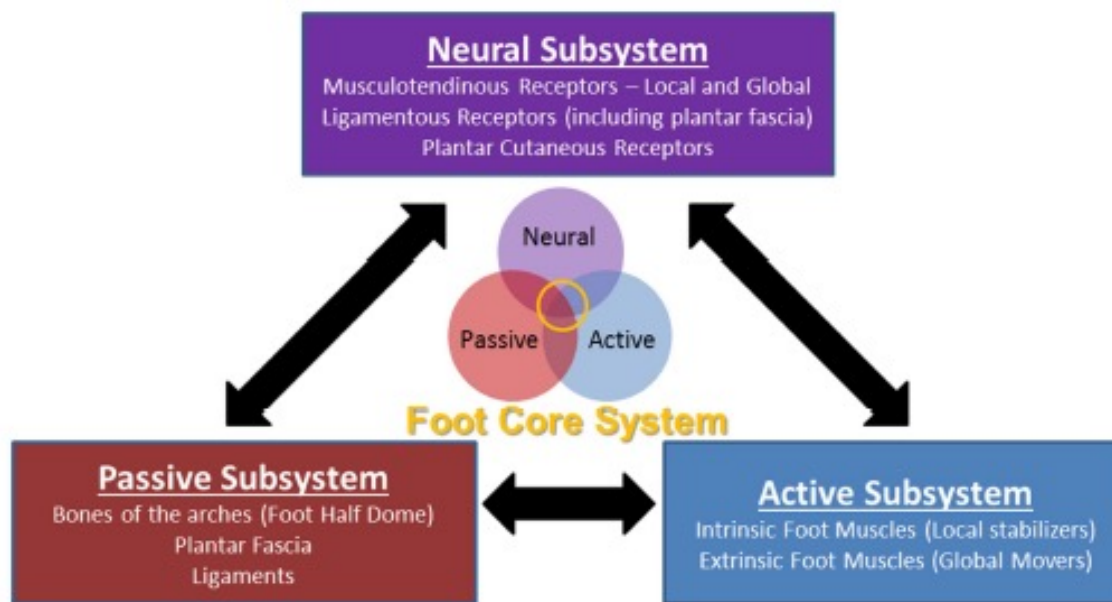 Neural Subsystem
Musculotendinous Receptors – Local and Global
Ligamentous Receptors (including plantar fascia)
Plantar Cutaneous Receptors
Neural
Passive
Active
Foot Core System
Passive Subsystem
Bones of the arches (Foot Half Dome)
Plantar Fascia
Ligaments
Active Subsystem
Intrinsic Foot Muscles (Local stabilizers)
Extrinsic Foot Muscles (Global Movers)